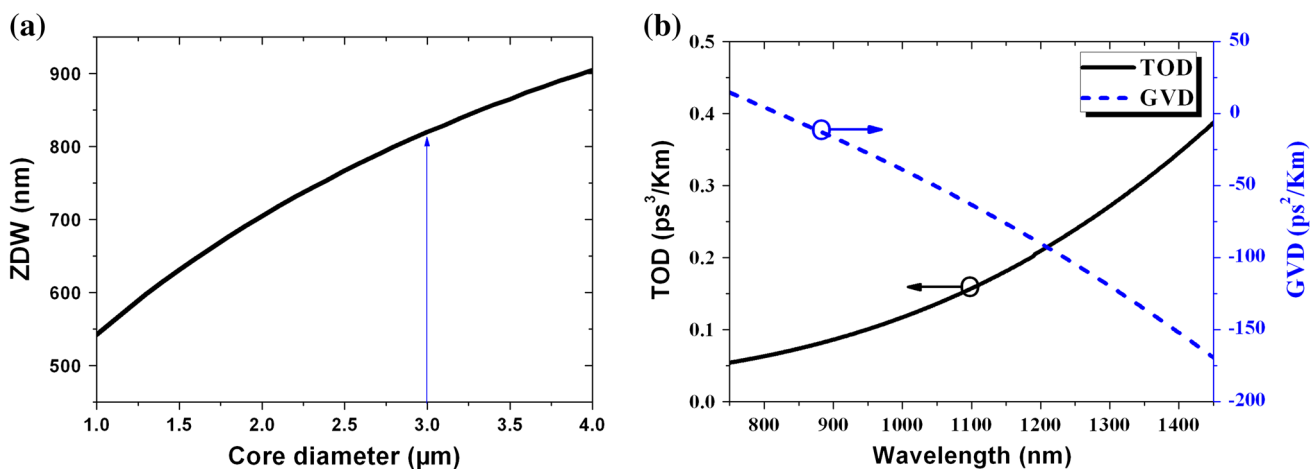 (a)
900
800
700
600
500
ZDW (nm)
1.0 1.5 2.0 2.5 3.0 3.5 4.0
Core diameter (μm)
(b)
0.5
0.4
0.3
0.2
0.1
0.0
TOD (ps³/Km)
TOD
GVD
50
0
-50
-100
-150
-200
GVD (ps²/Km)
800 900 1000 1100 1200 1300 1400
Wavelength (nm)